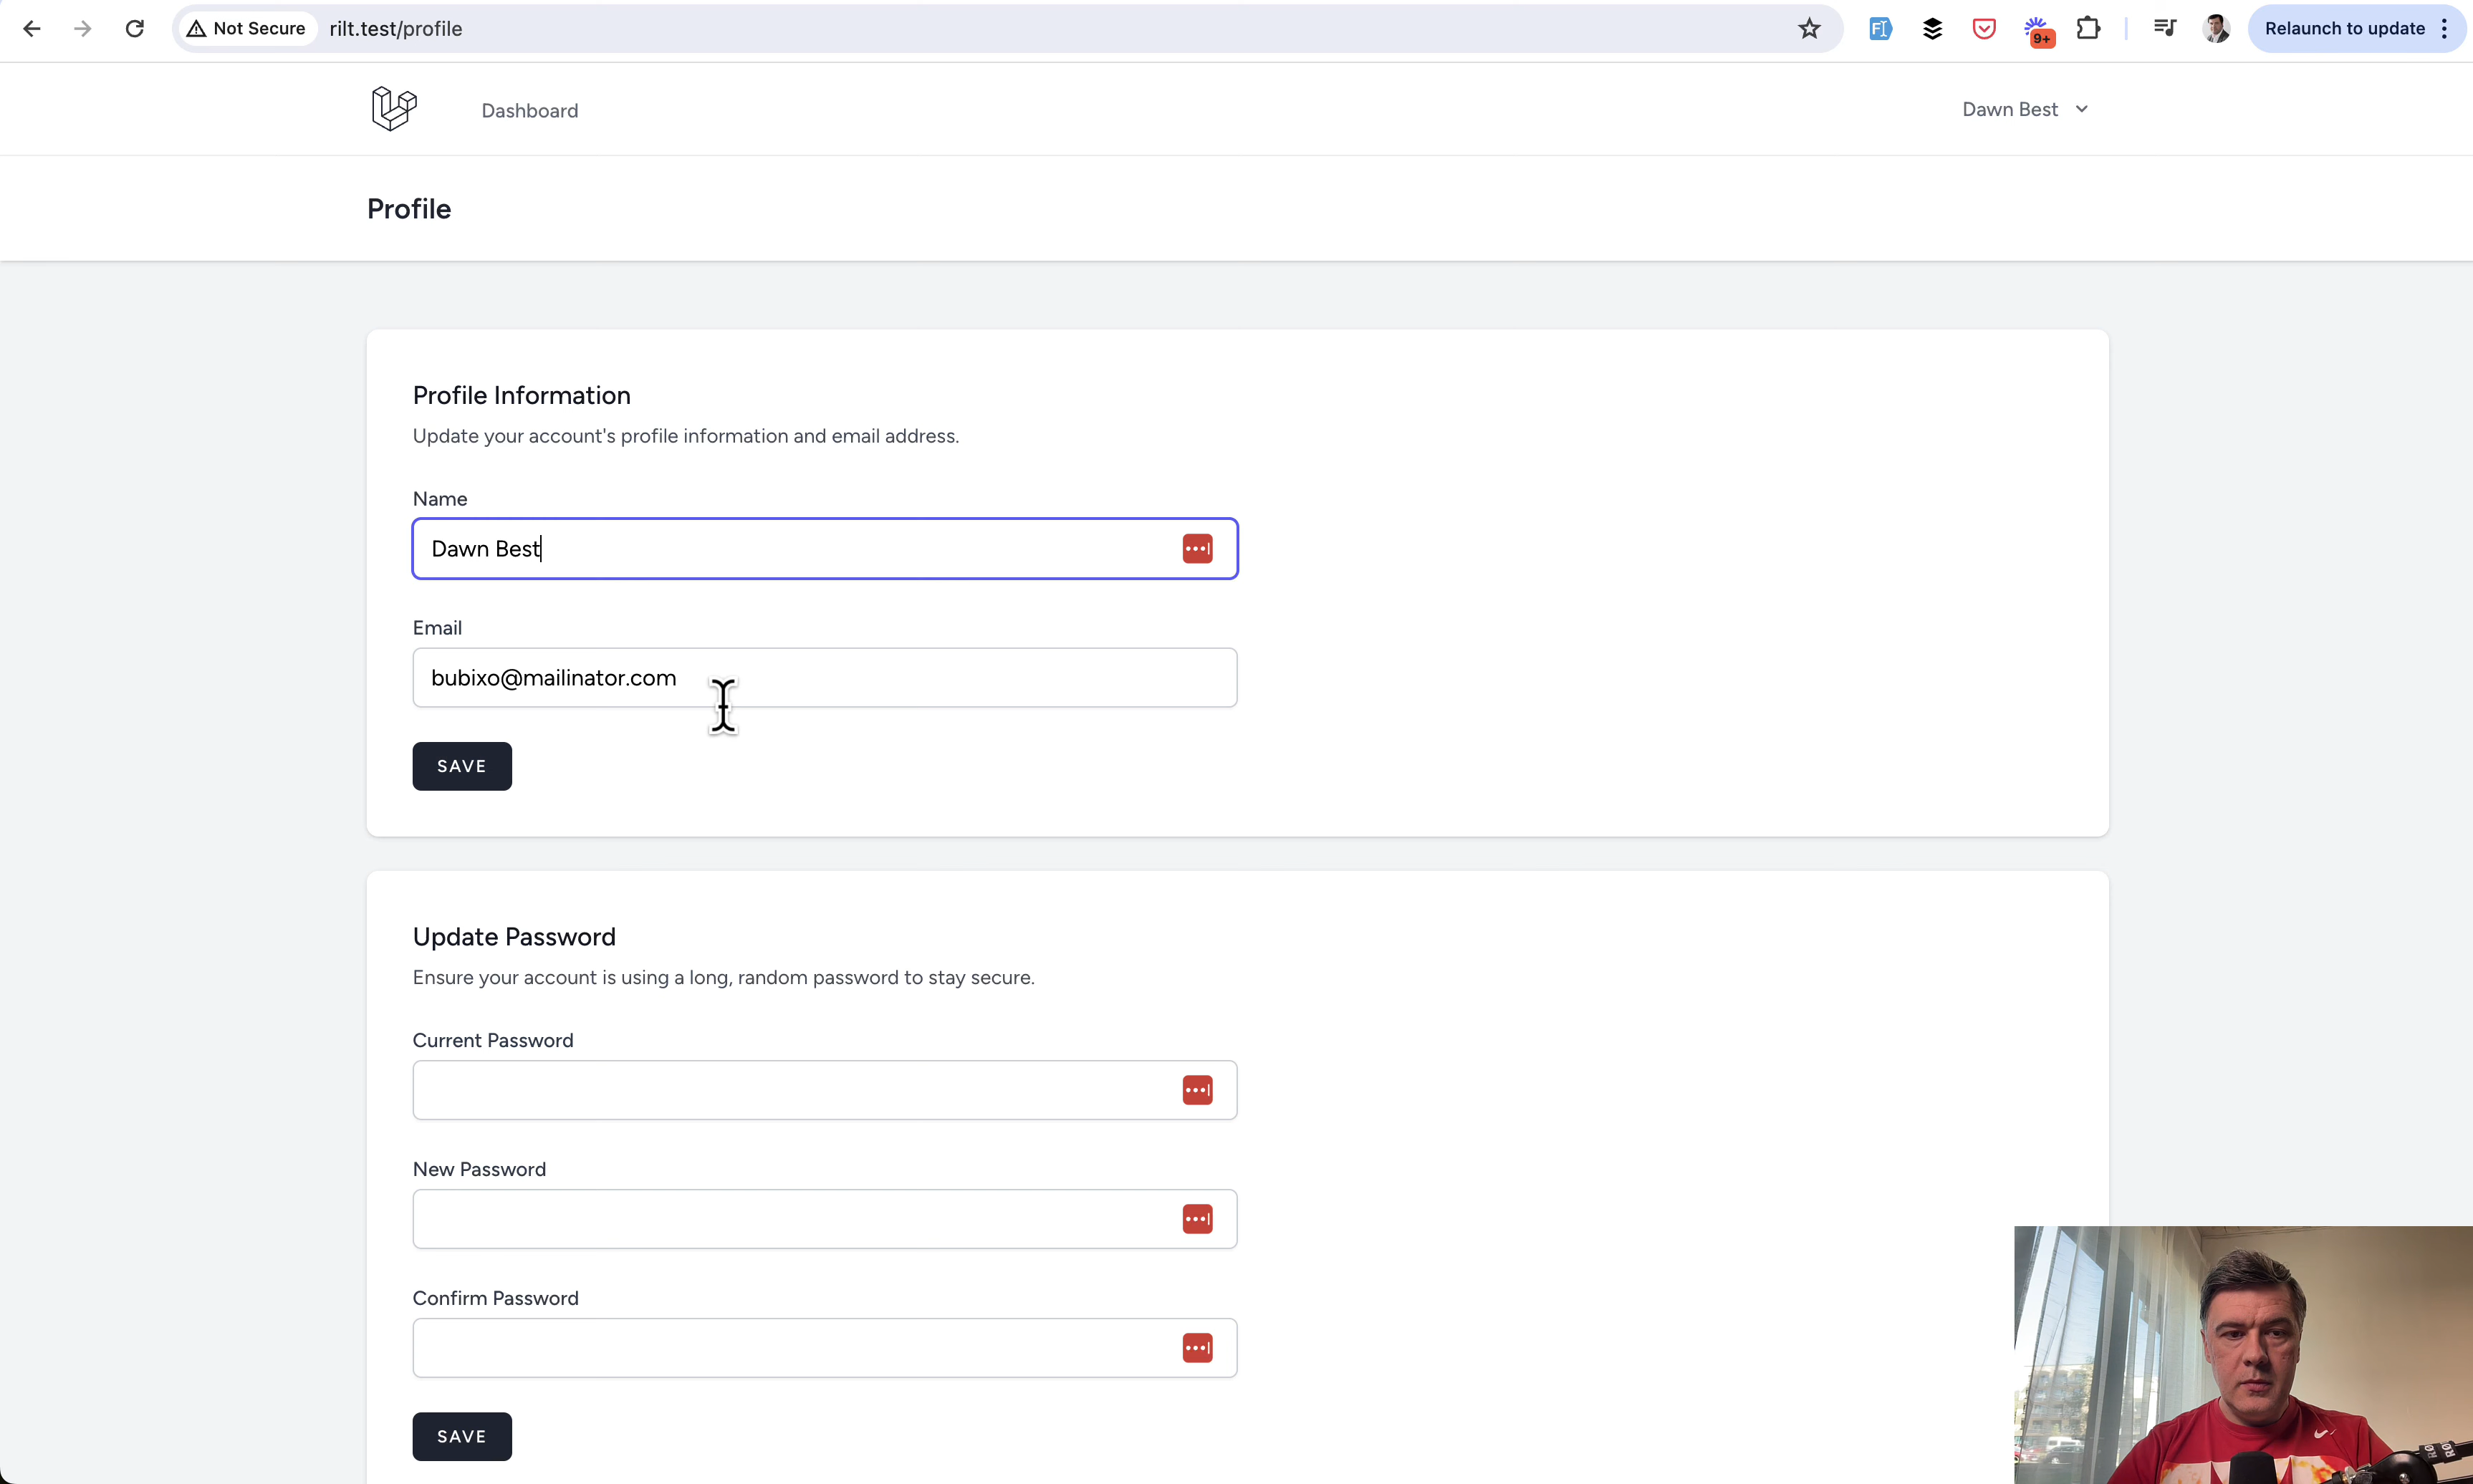 Not Secure rilt.test/profile
9+
Relaunch to update
Dashboard
Dawn Best
Profile
Profile Information
Update your account's profile information and email address.
Name
Dawn Best
Email
bubixo@mailinator.com
SAVE
Update Password
Ensure your account is using a long, random password to stay secure.
Current Password
New Password
Confirm Password
SAVE